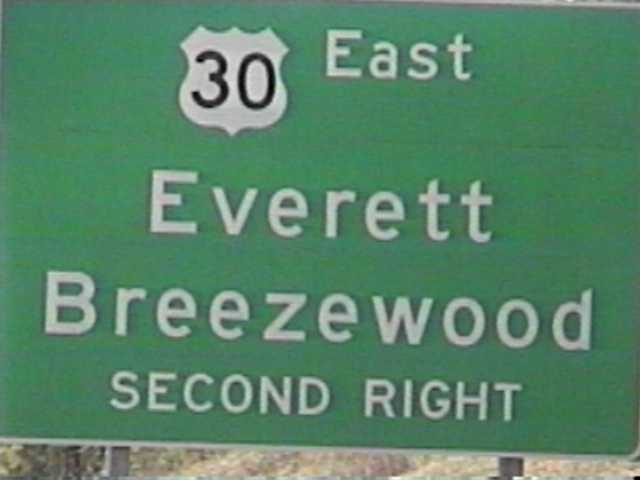 30 East
Everett
Breezewood
SECOND RIGHT